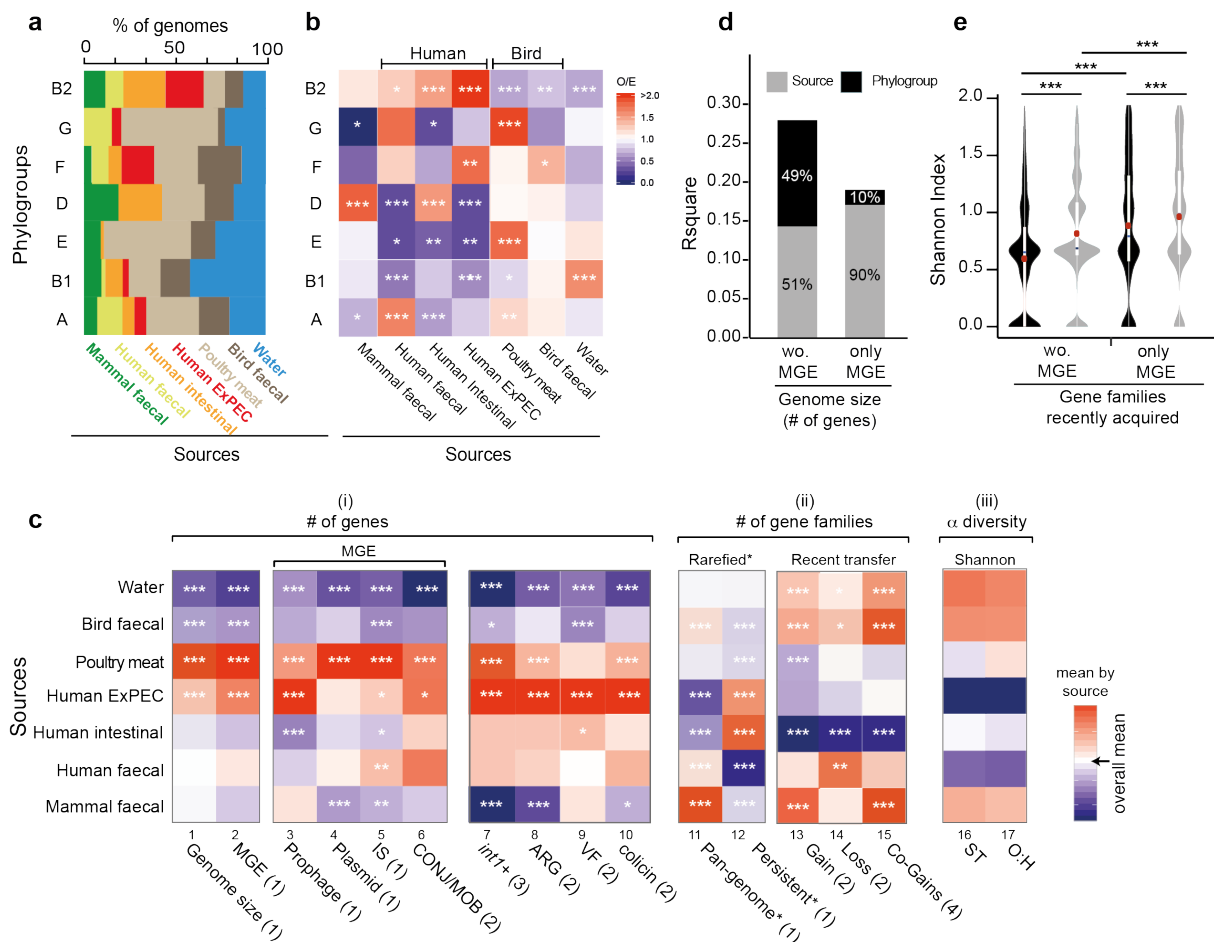 a
% of genomes
0 50 100
Phylogroups
B2
G
F
D
E
B1
A
Mammal faecal
Human faecal
Human intestinal
Human ExPEC
Poultry meat
Bird faecal
Water
Sources
b
Human Bird
B2 * *** *** *** ** ***
G * * ***
F ** *
D *** *** *** ***
E * ** ** ***
B1 *** *** * ***
A * *** *** **
Mammal faecal
Human faecal
Human Intestinal
Human ExPEC
Poultry meat
Bird faecal
Water
Sources
O/E
>2.0
1.5
1.0
0.5
0.0
d
Source Phylogroup
Rsquare
0.30
0.25
0.20
0.15
0.10
0.05
0.00
49%
51%
10%
90%
wo. MGE
only MGE
Genome size
(# of genes)
e
***
***
*** ***
Shannon Index
2.0
1.5
1.0
0.5
0.0
wo. MGE
only MGE
Gene families
recently acquired
c
(i)
# of genes
MGE
(ii)
# of gene families
Rarefied* Recent transfer
(iii)
α diversity
Shannon
Sources
Water *** *** *** *** *** *** *** *** *** *** *** * ***
Bird faecal *** *** *** * *** *** *** *** * ***
Poultry meat *** *** *** *** *** *** *** *** *** *** ***
Human ExPEC *** *** *** * * *** *** *** *** *** ***
Human intestinal *** * * *** *** *** *** ***
Human faecal ** *** *** **
Mammal faecal *** ** *** *** * *** *** *** ***
1 2 3 4 5 6 7 8 9 10 11 12 13 14 15 16 17
Genome size (1)
MGE (1)
Prophage (1)
Plasmid (1)
IS (1)
CONJ/MOB (2)
int1+ (3)
ARG (2)
VF (2)
colicin (2)
Pan-genome* (1)
Persistent* (1)
Gain (2)
Loss (2)
Co-Gains (4)
ST
O:H
mean by
source
overall mean